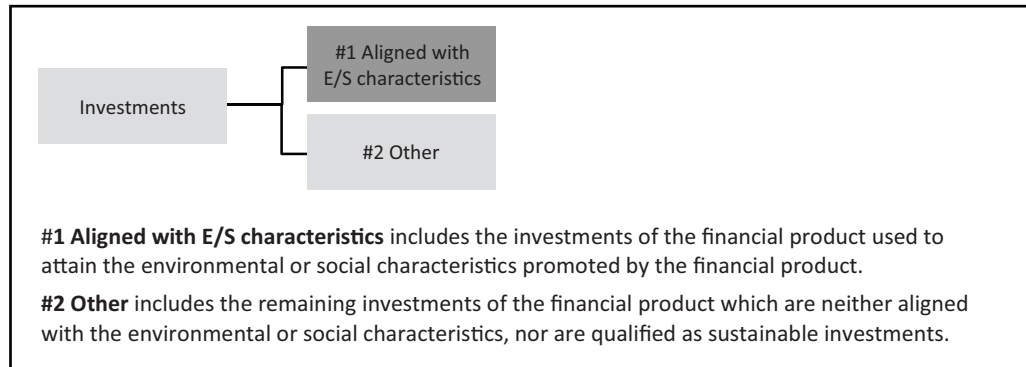 #1 Aligned with
E/S characteristics
Investments
#2 Other
#1 Aligned with E/S characteristics includes the investments of the financial product used to
attain the environmental or social characteristics promoted by the financial product.
#2 Other includes the remaining investments of the financial product which are neither aligned
with the environmental or social characteristics, nor are qualified as sustainable investments.